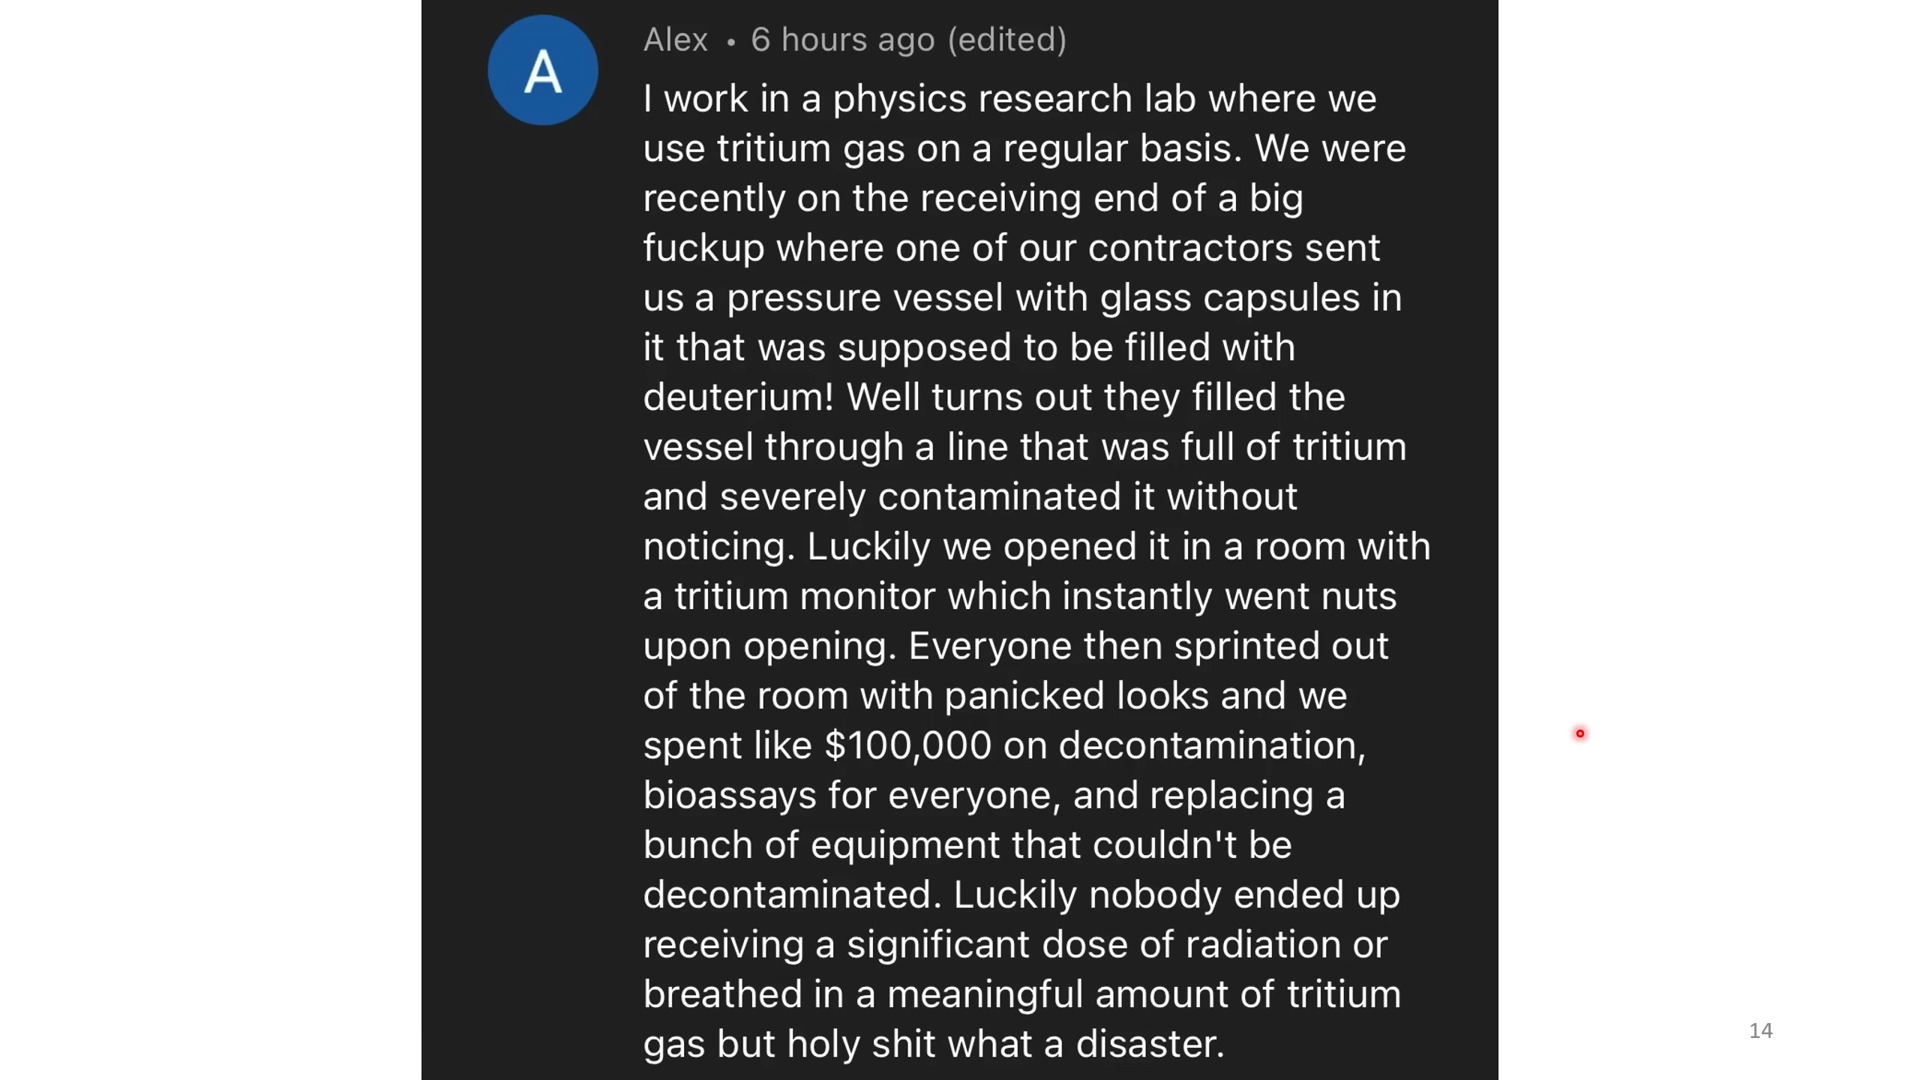 A
Alex • 6 hours ago (edited)
I work in a physics research lab where we
use tritium gas on a regular basis. We were
recently on the receiving end of a big
fuckup where one of our contractors sent
us a pressure vessel with glass capsules in
it that was supposed to be filled with
deuterium! Well turns out they filled the
vessel through a line that was full of tritium
and severely contaminated it without
noticing. Luckily we opened it in a room with
a tritium monitor which instantly went nuts
upon opening. Everyone then sprinted out
of the room with panicked looks and we
spent like $100,000 on decontamination,
bioassays for everyone, and replacing a
bunch of equipment that couldn't be
decontaminated. Luckily nobody ended up
receiving a significant dose of radiation or
breathed in a meaningful amount of tritium
gas but holy shit what a disaster.
14